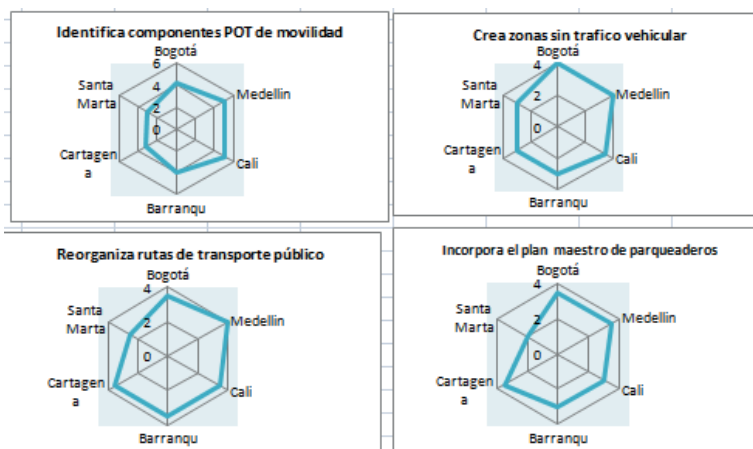 Identifica componentes POT de movilidad
Bogotá
6
4
2
0
Medellin
Cali
Barranqu
Cartagen
a
Santa
Marta
Crea zonas sin trafico vehicular
Bogotá
4
2
0
Medellin
Cali
Barranqu
Cartagen
a
Santa
Marta
Reorganiza rutas de transporte público
Bogotá
4
2
0
Medellin
Cali
Barranqu
Cartagen
a
Santa
Marta
Incorpora el plan maestro de parqueaderos
Bogotá
4
2
0
Medellin
Cali
Barranqu
Cartagen
a
Santa
Marta